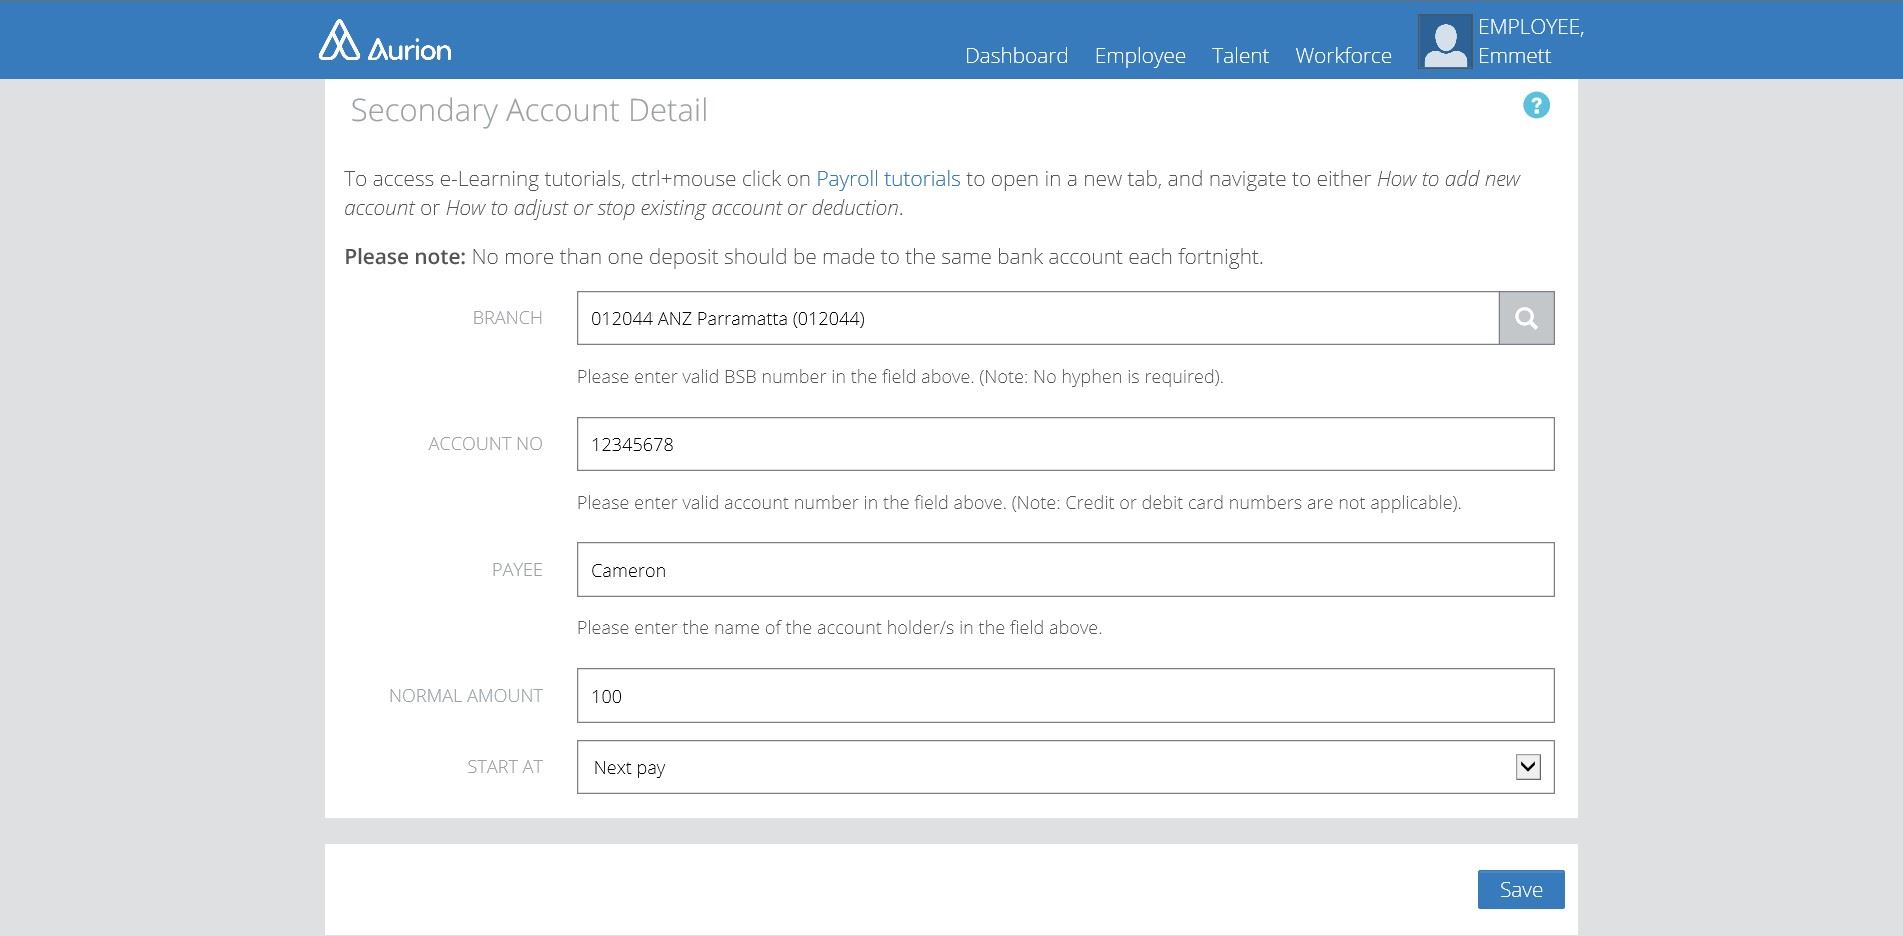 Aurion
Dashboard Employee Talent Workforce
EMPLOYEE,
Emmett
Secondary Account Detail
?
To access e-Learning tutorials, ctrl+mouse click on Payroll tutorials to open in a new tab, and navigate to either How to add new
account or How to adjust or stop existing account or deduction.
Please note: No more than one deposit should be made to the same bank account each fortnight.
BRANCH 012044 ANZ Parramatta (012044)
Please enter valid BSB number in the field above. (Note: No hyphen is required).
ACCOUNT NO 12345678
Please enter valid account number in the field above. (Note: Credit or debit card numbers are not applicable).
PAYEE Cameron
Please enter the name of the account holder/s in the field above.
NORMAL AMOUNT 100
START AT Next pay
Save